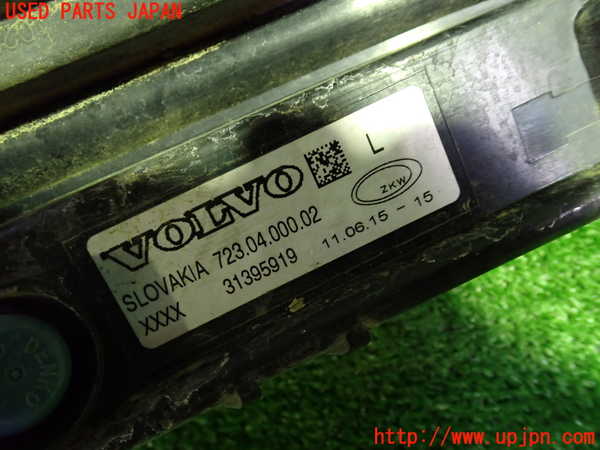 USED PARTS JAPAN
VOLVO L
ZKW
SLOVAKIA 723.04.000.02 11.06.15 - 15
XXXX 31395919
http://www.upjpn.com